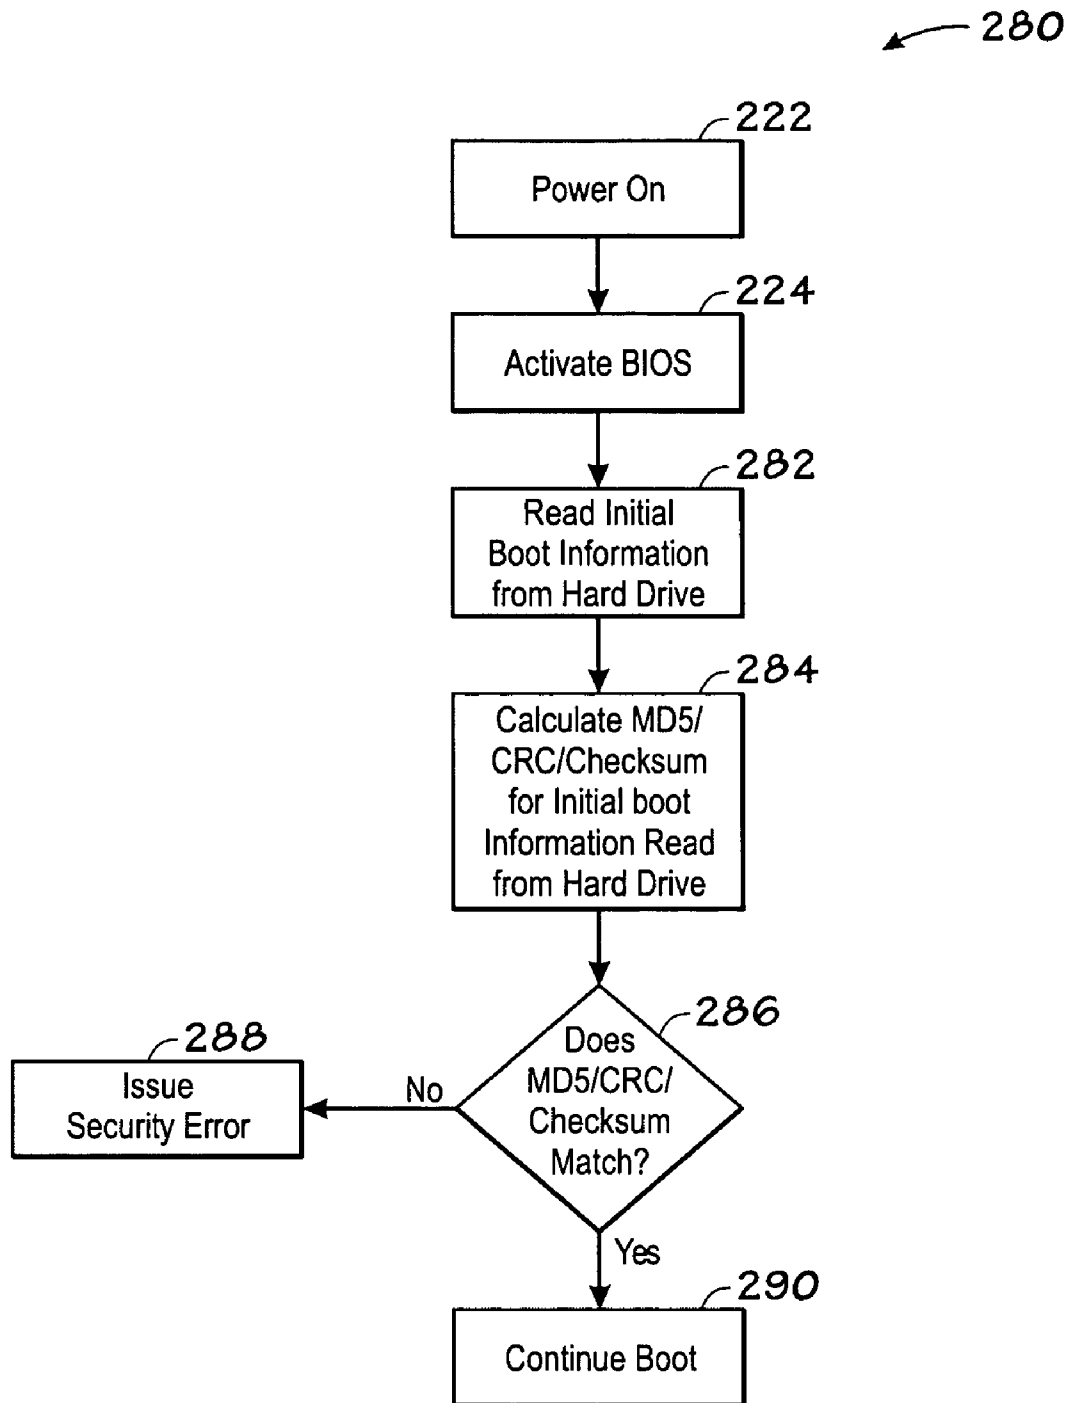 280
222
Power On
224
Activate BIOS
282
Read Initial
Boot Information
from Hard Drive
284
Calculate MD5/
CRC/Checksum
for Initial boot
Information Read
from Hard Drive
286
Does
MD5/CRC/
Checksum
Match?
288
Issue
Security Error
No
Yes
290
Continue Boot